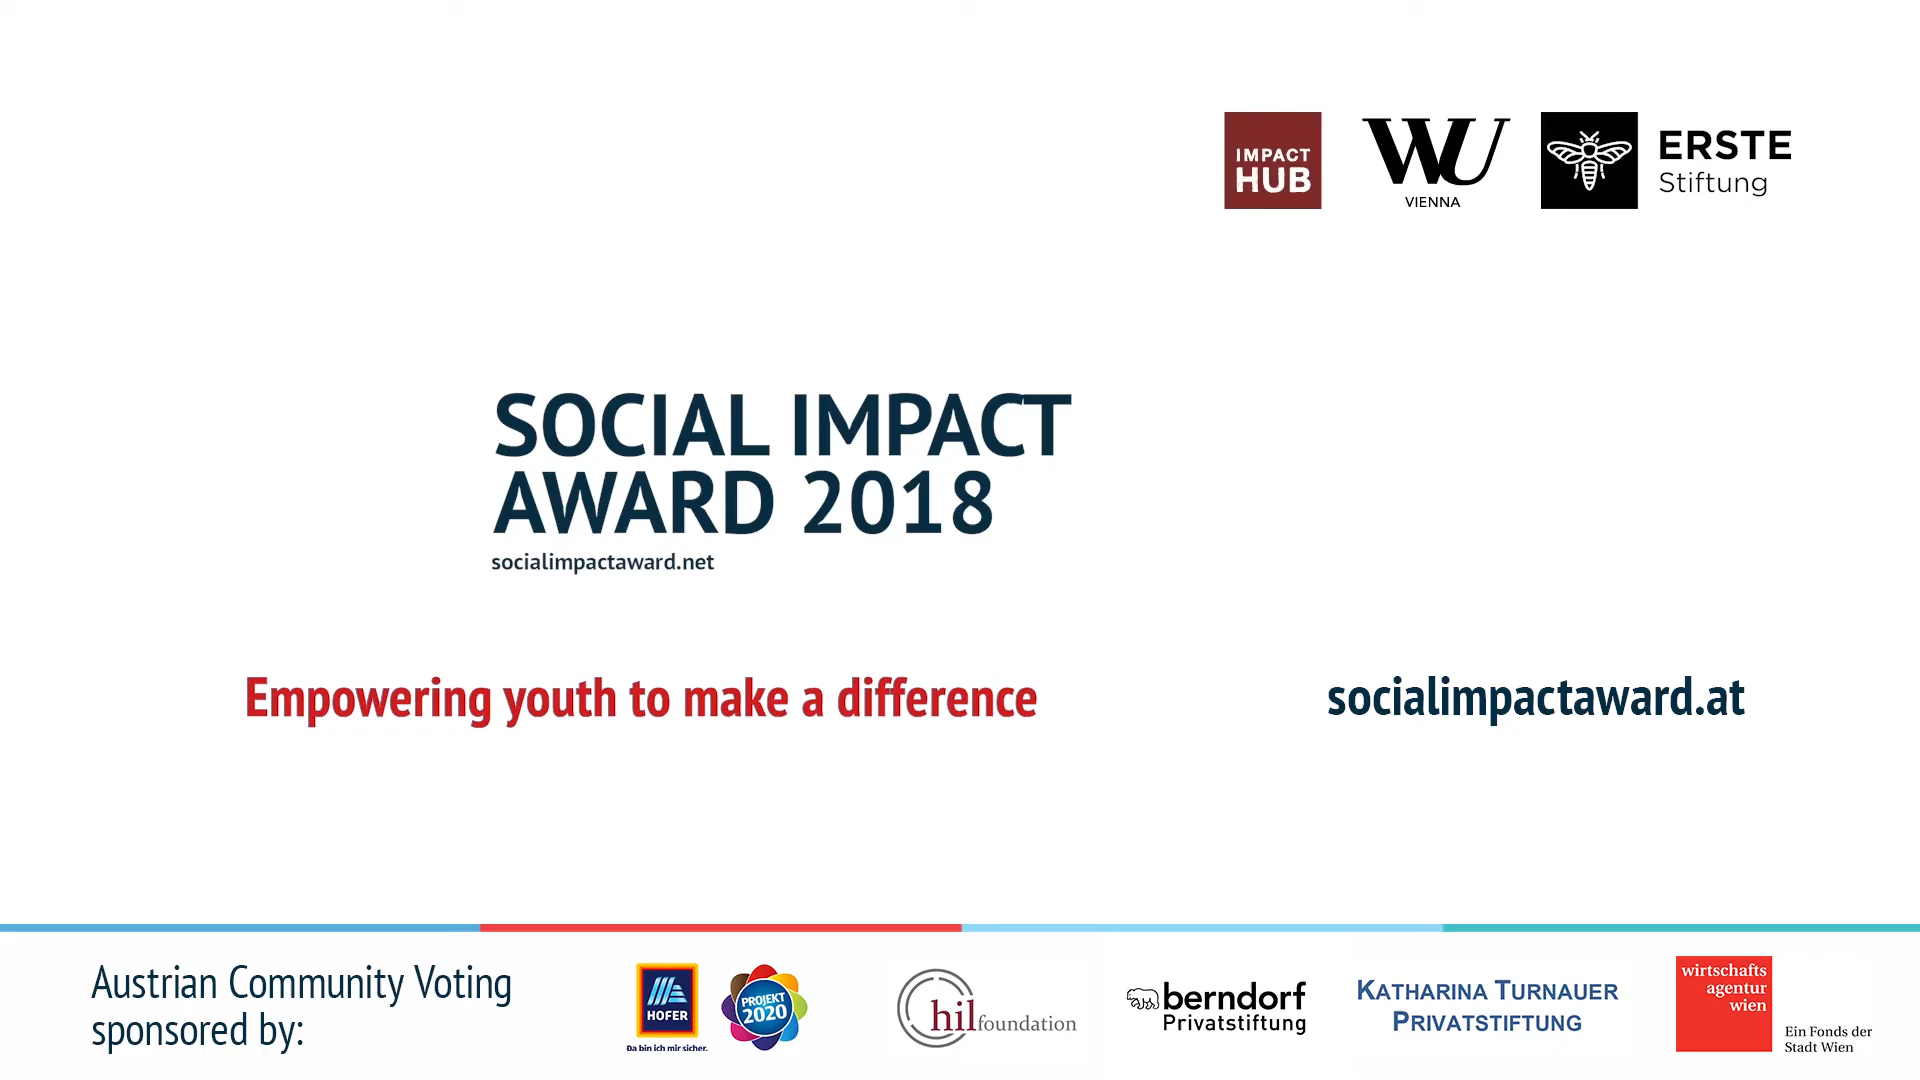 IMPACT
HUB
WU
VIENNA
ERSTE
Stiftung
SOCIAL IMPACT
AWARD 2018
socialimpactaward.net
Empowering youth to make a difference
socialimpactaward.at
Austrian Community Voting
sponsored by:
HOFER
Da bin ich mir sicher.
PROJEKT
2020
hilfoundation
berndorf
Privatstiftung
KATHARINA TURNAUER
PRIVATSTIFTUNG
wirtschafts
agentur
wien
Ein Fonds der
Stadt Wien